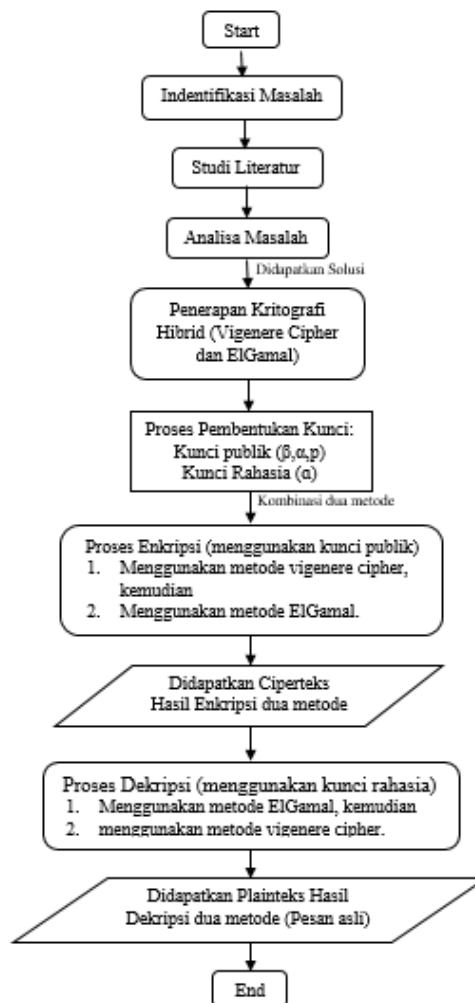 Start
Indentifikasi Masalah
Studi Literatur
Analisa Masalah
Didapatkan Solusi
Penerapan Kritografi
Hibrid (Vigenere Cipher
dan ElGamal)
Proses Pembentukan Kunci:
Kunci publik (β,α,p)
Kunci Rahasia (ɑ)
Kombinasi dua metode
Proses Enkripsi (menggunakan kunci publik)
1. Menggunakan metode vigenere cipher,
kemudian
2. Menggunakan metode ElGamal.
Didapatkan Ciperteks
Hasil Enkripsi dua metode
Proses Dekripsi (menggunakan kunci rahasia)
1. Menggunakan metode ElGamal, kemudian
2. menggunakan metode vigenere cipher.
Didapatkan Plainteks Hasil
Dekripsi dua metode (Pesan asli)
End